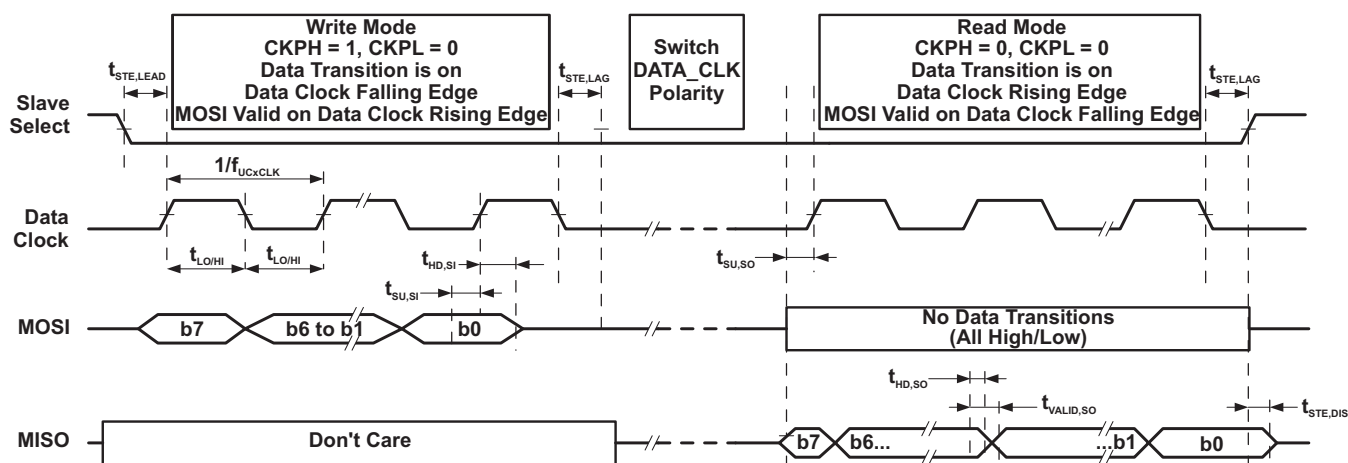 Write Mode
CKPH = 1, CKPL = 0
Data Transition is on
Data Clock Falling Edge
MOSI Valid on Data Clock Rising Edge
Switch
DATA_CLK
Polarity
Read Mode
CKPH = 0, CKPL = 0
Data Transition is on
Data Clock Rising Edge
MOSI Valid on Data Clock Falling Edge
tSTE,LEAD
tSTE,LAG
tSTE,LAG
Slave
Select
1/fUCxCLK
Data
Clock
tLO/HI
tLO/HI
tHD,SI
tSU,SI
tSU,SO
MOSI
b7
b6 to b1
b0
No Data Transitions
(All High/Low)
tHD,SO
tVALID,SO
tSTE,DIS
MISO
Don't Care
b7
b6...
...b1
b0